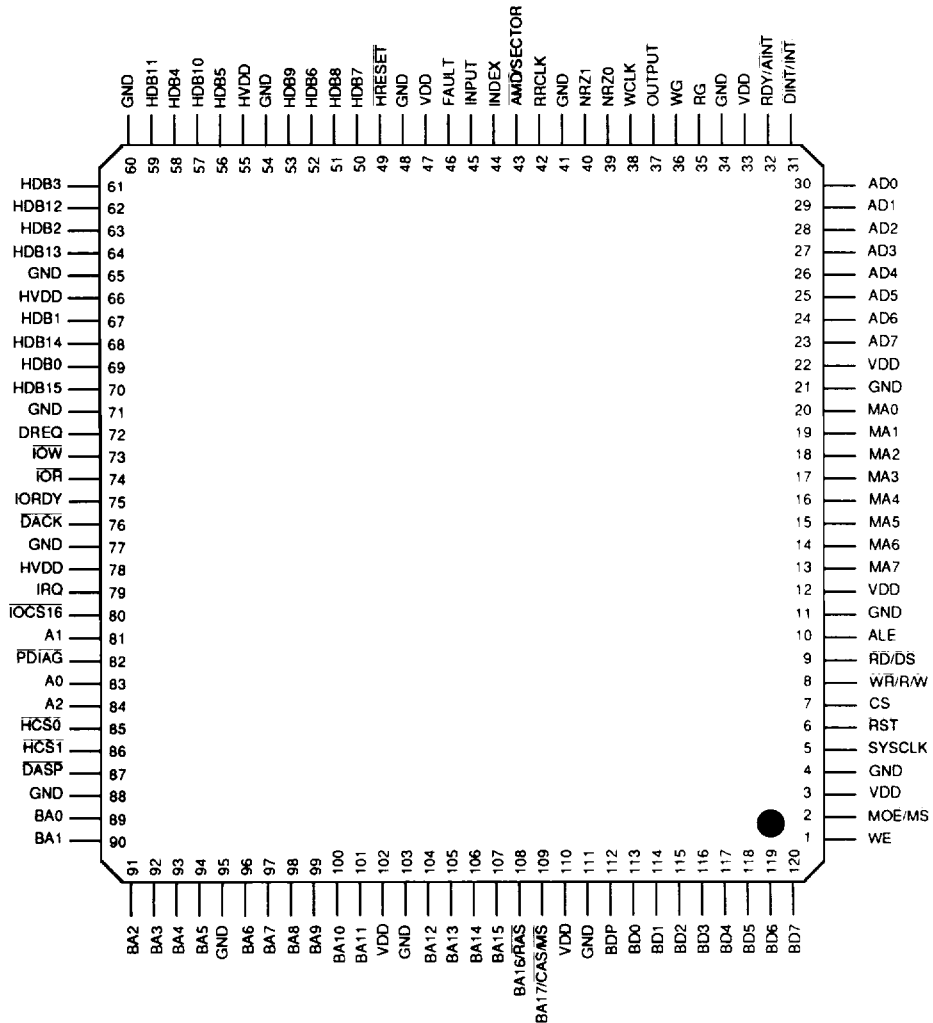 GND
HDB11
HDB4
HDB10
HDB5
HVDD
GND
HDB9
HDB6
HDB8
HDB7
HRESET
GND
VDD
FAULT
INPUT
INDEX
AMD/SECTOR
RRCLK
GND
NRZ1
NRZ0
WCLK
OUTPUT
WG
RG
GND
VDD
RDY/AINT
DINT/INT
60
59
58
57
56
55
54
53
52
51
50
49
48
47
46
45
44
43
42
41
40
39
38
37
36
35
34
33
32
31
HDB3 61
HDB12 62
HDB2 63
HDB13 64
GND 65
HVDD 66
HDB1 67
HDB14 68
HDB0 69
HDB15 70
GND 71
DREQ 72
IOW 73
IOR 74
IORDY 75
DACK 76
GND 77
HVDD 78
IRQ 79
IOCS16 80
A1 81
PDIAG 82
A0 83
A2 84
HCS0 85
HCS1 86
DASP 87
GND 88
BA0 89
BA1 90
30 AD0
29 AD1
28 AD2
27 AD3
26 AD4
25 AD5
24 AD6
23 AD7
22 VDD
21 GND
20 MA0
19 MA1
18 MA2
17 MA3
16 MA4
15 MA5
14 MA6
13 MA7
12 VDD
11 GND
10 ALE
9 RD/DS
8 WR/R/W
7 CS
6 RST
5 SYSCLK
4 GND
3 VDD
2 MOE/MS
1 WE
91
92
93
94
95
96
97
98
99
100
101
102
103
104
105
106
107
108
109
110
111
112
113
114
115
116
117
118
119
120
BA2
BA3
BA4
BA5
GND
BA6
BA7
BA8
BA9
BA10
BA11
VDD
GND
BA12
BA13
BA14
BA15
BA16/RAS
BA17/CAS/MS
VDD
GND
BDP
BD0
BD1
BD2
BD3
BD4
BD5
BD6
BD7